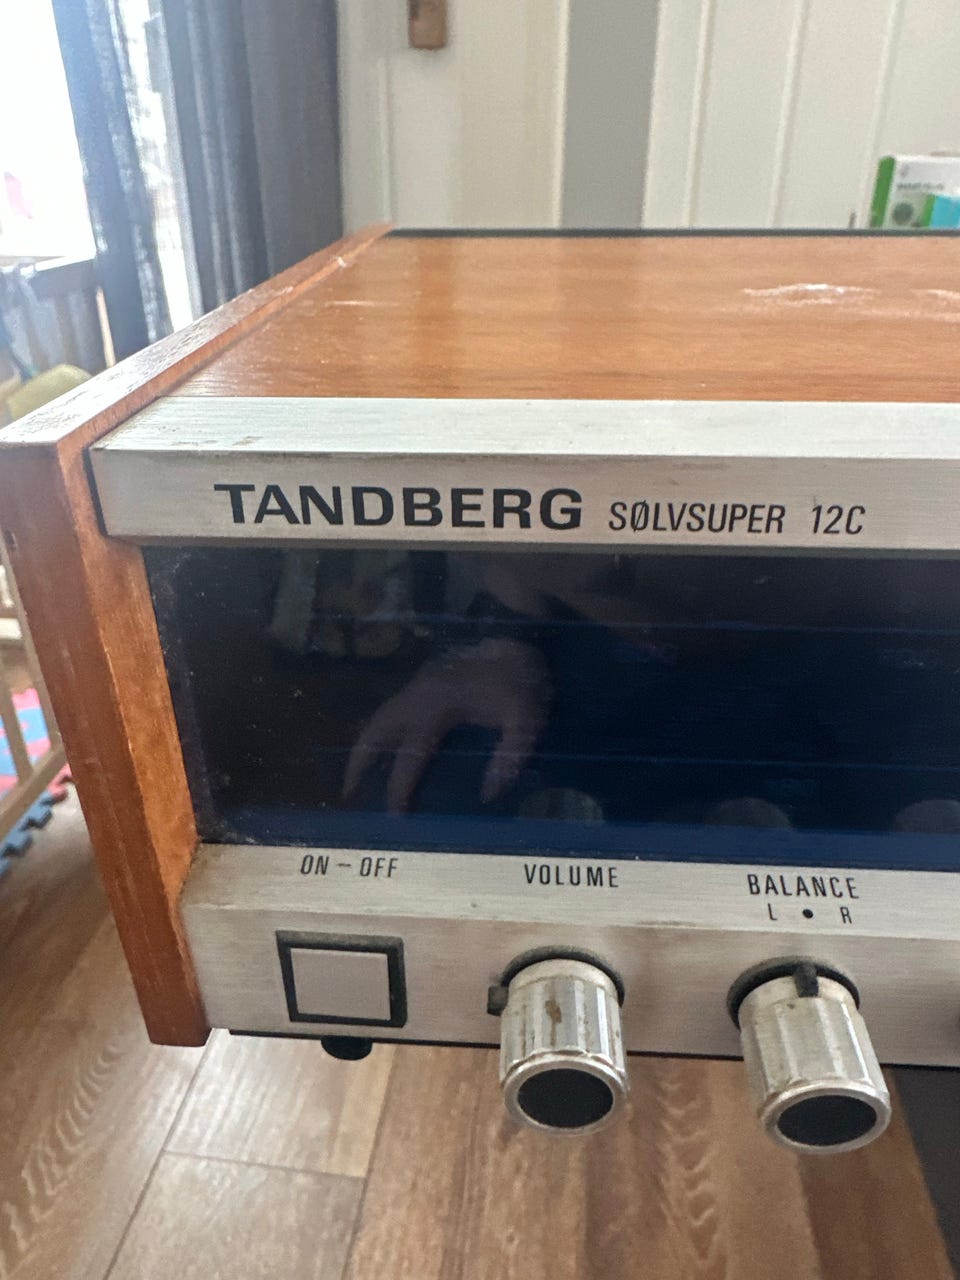 TANDBERG SØLVSUPER 12C
ON – OFF VOLUME BALANCE
L • R